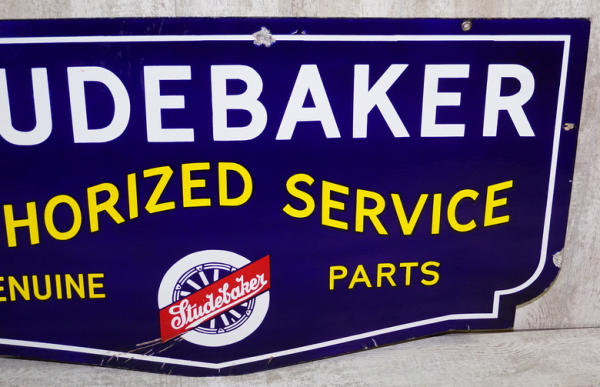 UDEBAKER
HORIZED SERVICE
ENUINE PARTS
Studebaker